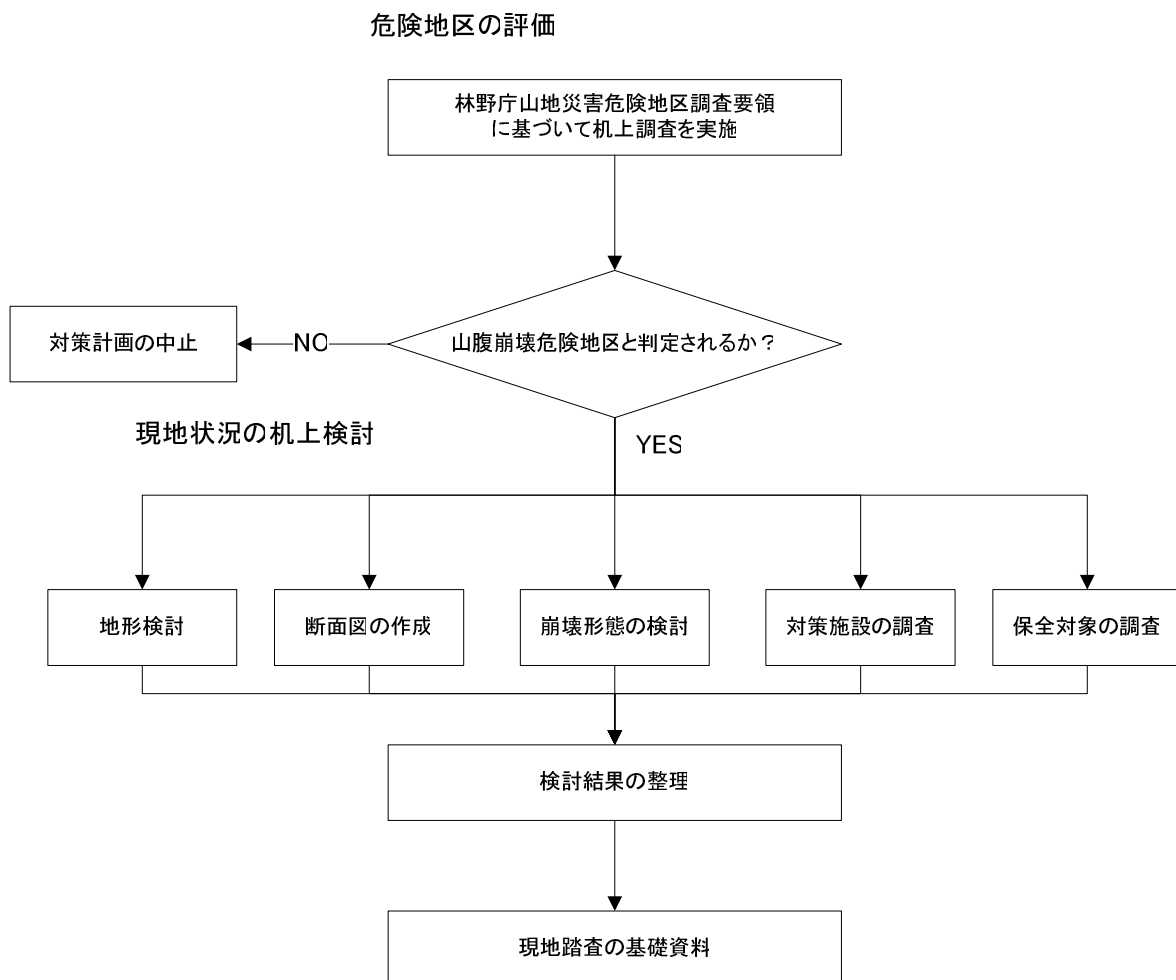 危険地区の評価
林野庁山地災害危険地区調査要領
に基づいて机上調査を実施
山腹崩壊危険地区と判定されるか？
NO
対策計画の中止
現地状況の机上検討
YES
地形検討
断面図の作成
崩壊形態の検討
対策施設の調査
保全対象の調査
検討結果の整理
現地踏査の基礎資料